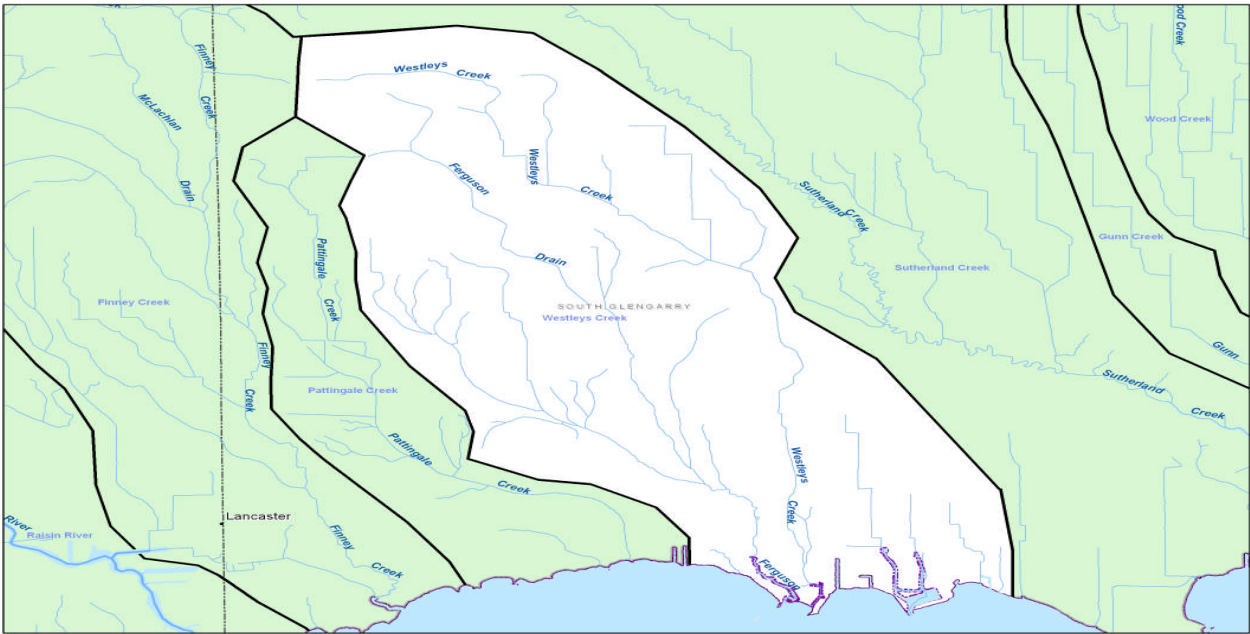 ood Creek
Finney
Creek
McLachlan
Drain
Westleys
Creek
Wood Creek
Ferguson
Westleys
Creek
Sutherland
Creek
Gunn Creek
Pattingale
Creek
Drain
Sutherland Creek
Finney Creek
SOUTH GLENGARRY
Westleys Creek
Finney
Creek
Gunn
Pattingale Creek
Sutherland
Creek
Pattingale
Creek
Westleys
Creek
Lancaster
River
Raisin River
Finney
Creek
Ferguson